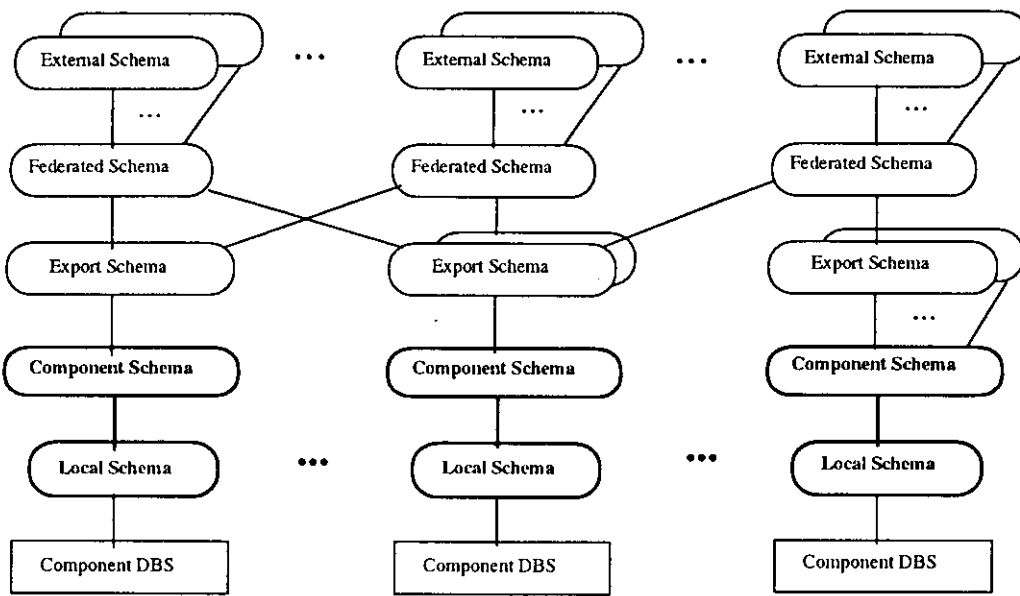 External Schema ... External Schema ... External Schema
... ... ...
Federated Schema Federated Schema Federated Schema
Export Schema Export Schema Export Schema
...
Component Schema Component Schema Component Schema
Local Schema ... Local Schema ... Local Schema
Component DBS Component DBS Component DBS